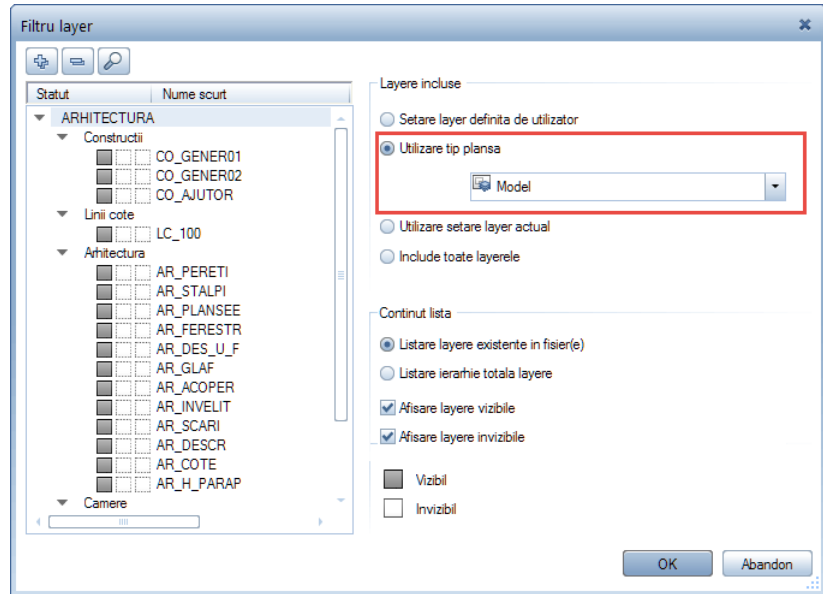 Filtru layer
Statut Nume scurt
ARHITECTURA
Constructii
CO_GENER01
CO_GENER02
CO_AJUTOR
Linii cote
LC_100
Arhitectura
AR_PERETI
AR_STALPI
AR_PLANSEE
AR_FERESTR
AR_DES_U_F
AR_GLAF
AR_ACOPER
AR_INVELIT
AR_SCARI
AR_DESCR
AR_COTE
AR_H_PARAP
Camere
Layere incluse
Setare layer definita de utilizator
Utilizare tip plansa
Model
Utilizare setare layer actual
Include toate layerele
Continut lista
Listare layere existente in fisier(e)
Listare ierarhie totala layere
Afisare layere vizibile
Afisare layere invizibile
Vizibil
Invizibil
OK Abandon